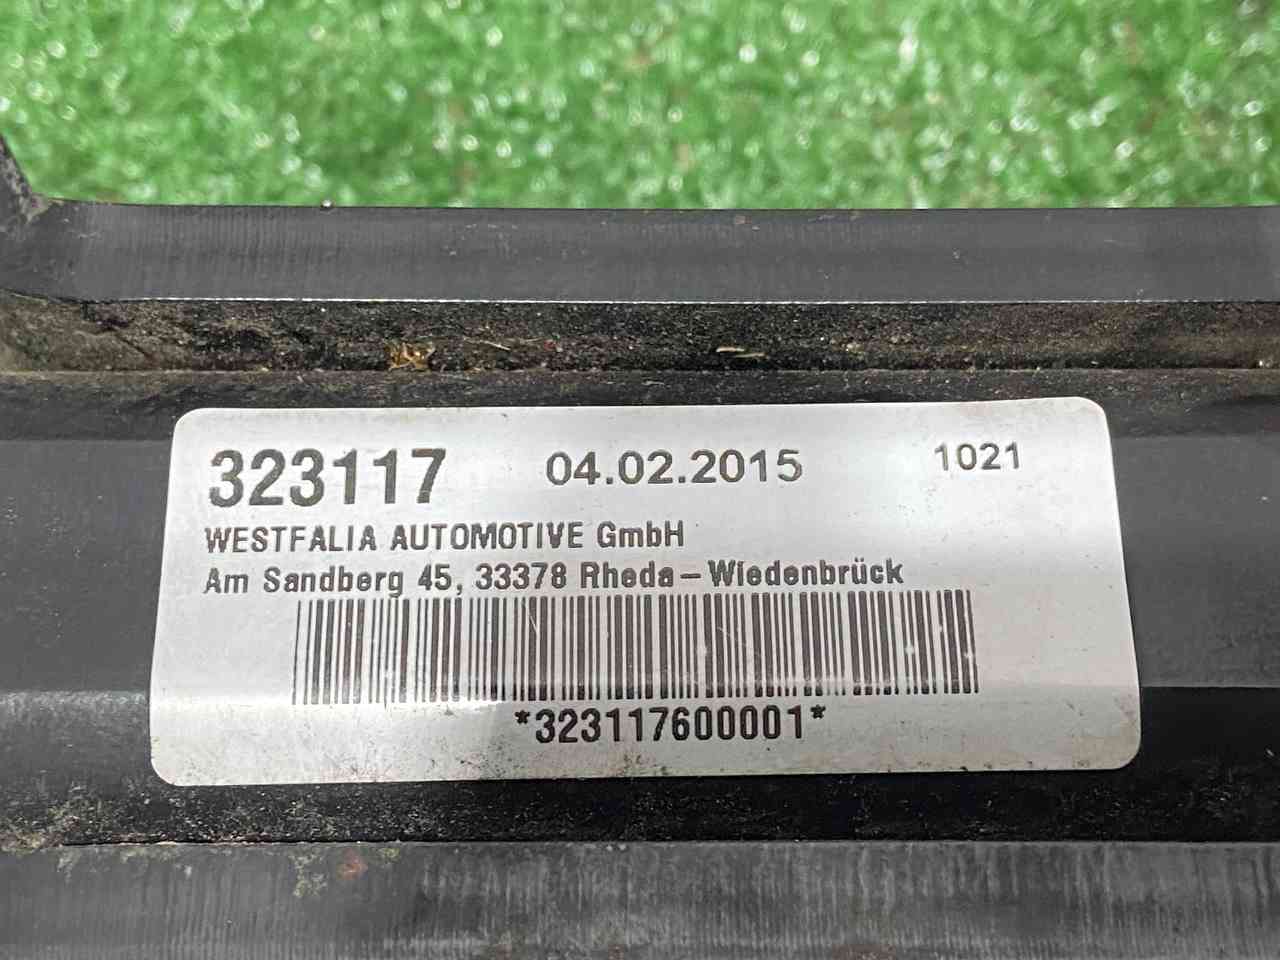 323117 04.02.2015 1021
WESTFALIA AUTOMOTIVE GmbH
Am Sandberg 45, 33378 Rheda-Wiedenbrück
*323117600001*